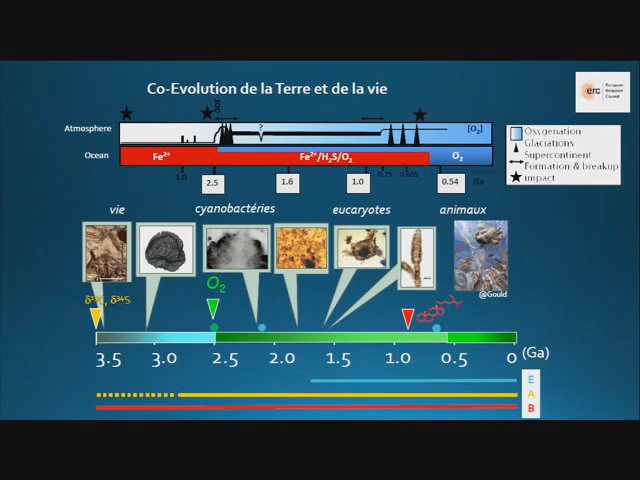 Co-Evolution de la Terre et de la vie
erc
European
Research
Council
GOE
Atmosphere
?
[O₂]
Ocean
Fe²⁺
Fe²⁺/H₂S/O₂
O₂
3.0
2.5
1.6
1.0
0.75
0.635
0.54
Ga
Oxygenation
Glaciations
Supercontinent
Formation & breakup
impact
vie
cyanobactéries
eucaryotes
animaux
@Gould
δ¹³C, δ³⁴S
O₂
3.5 3.0 2.5 2.0 1.5 1.0 0.5 0 (Ga)
E
A
B